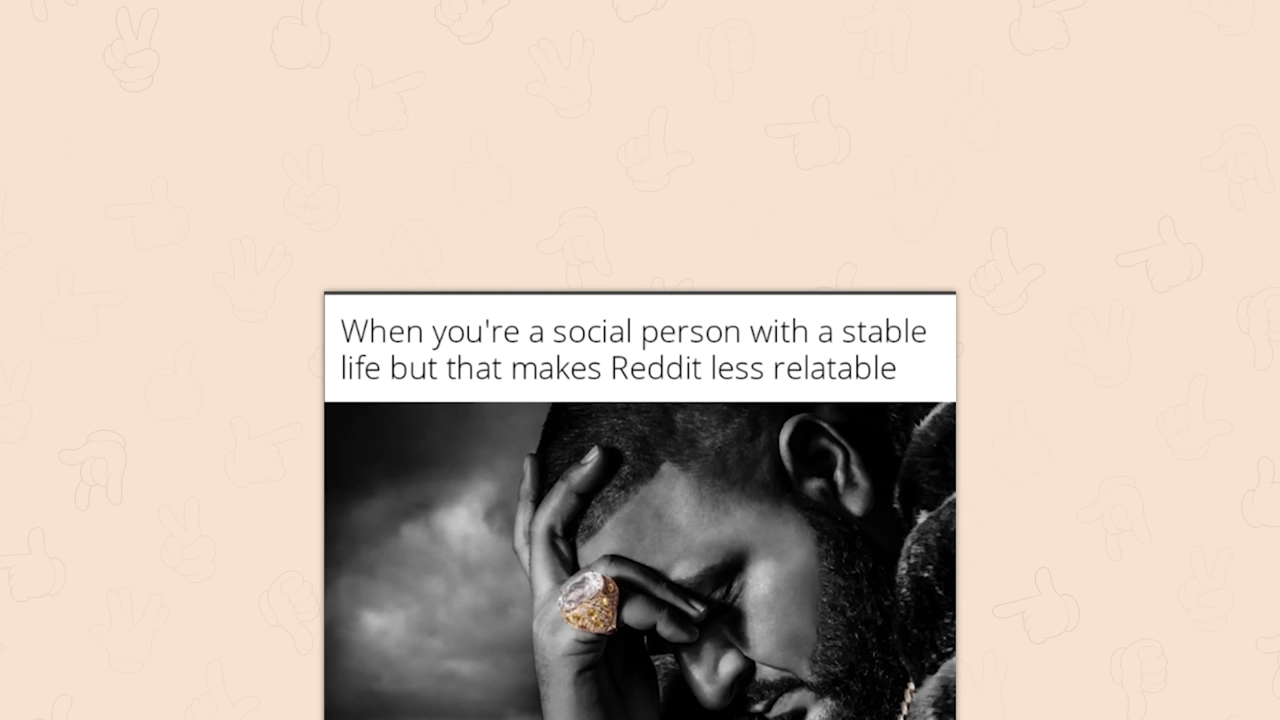 When you're a social person with a stable
life but that makes Reddit less relatable